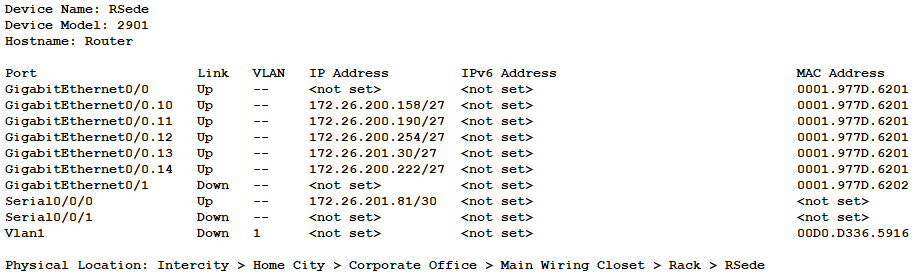 Device Name: RSede
Device Model: 2901
Hostname: Router
Port Link VLAN IP Address IPv6 Address MAC Address
GigabitEthernet0/0 Up -- <not set> <not set> 0001.977D.6201
GigabitEthernet0/0.10 Up -- 172.26.200.158/27 <not set> 0001.977D.6201
GigabitEthernet0/0.11 Up -- 172.26.200.190/27 <not set> 0001.977D.6201
GigabitEthernet0/0.12 Up -- 172.26.200.254/27 <not set> 0001.977D.6201
GigabitEthernet0/0.13 Up -- 172.26.201.30/27 <not set> 0001.977D.6201
GigabitEthernet0/0.14 Up -- 172.26.200.222/27 <not set> 0001.977D.6201
GigabitEthernet0/1 Down -- <not set> <not set> 0001.977D.6202
Serial0/0/0 Up -- 172.26.201.81/30 <not set> <not set>
Serial0/0/1 Down -- <not set> <not set> <not set>
Vlan1 Down 1 <not set> <not set> 00D0.D336.5916
Physical Location: Intercity > Home City > Corporate Office > Main Wiring Closet > Rack > RSede